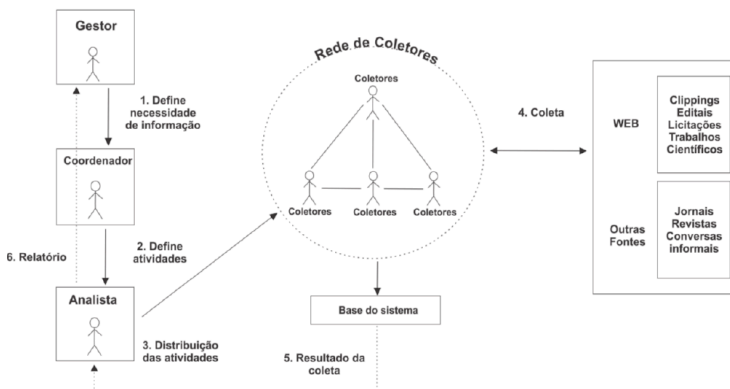 Gestor
1. Define
necessidade
de informação
Coordenador
2. Define
atividades
6. Relatório
Analista
3. Distribuição
das atividades
Rede de Coletores
Coletores
Coletores
Coletores
Coletores
4. Coleta
Base do sistema
5. Resultado da
coleta
WEB
Clippings
Editais
Licitações
Trabalhos
Científicos
Outras
Fontes
Jornais
Revistas
Conversas
informais